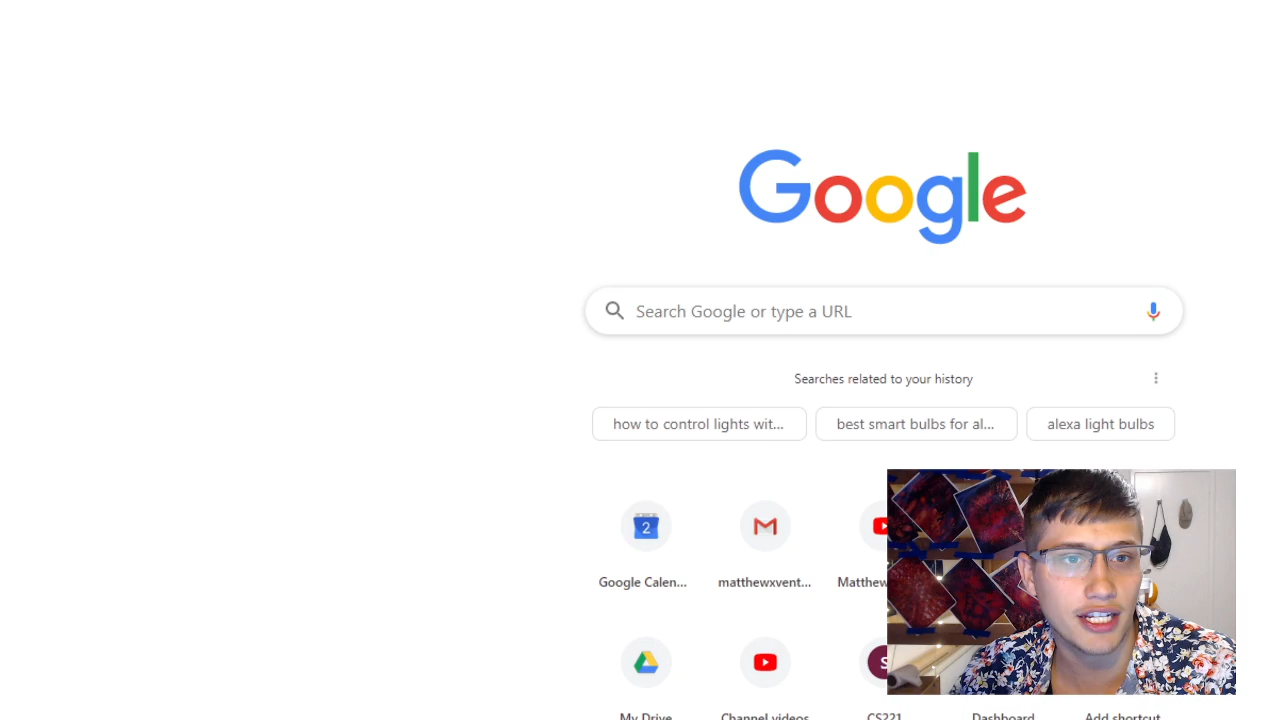 Google
Search Google or type a URL
Searches related to your history
how to control lights wit...
best smart bulbs for al...
alexa light bulbs
2
Google Calen...
matthewxvent...
Matthew
S
My Drive
Channel videos
CS221
Dashboard
Add shortcut